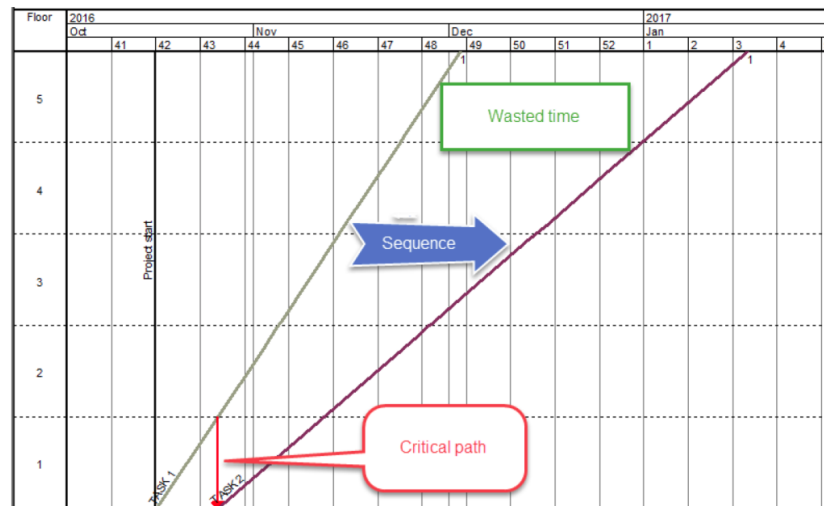 Floor 2016 2017
Oct Nov Dec Jan
41 42 43 44 45 46 47 48 49 50 51 52 1 2 3 4
1 1
5
Wasted time
4
Project start
Sequence
3
2
Critical path
1
TASK 1
TASK 2